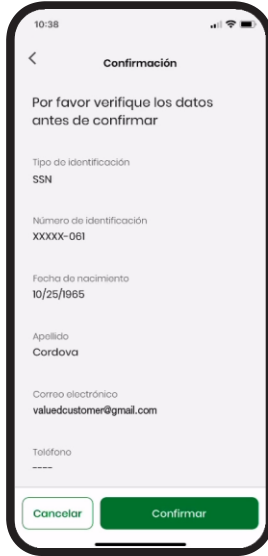 10:38
Confirmación
Por favor verifique los datos
antes de confirmar
Tipo de identificación
SSN
Número de identificación
XXXXX-061
Fecha de nacimiento
10/25/1965
Apellido
Cordova
Correo electrónico
valuedcustomer@gmail.com
Teléfono
----
Cancelar
Confirmar